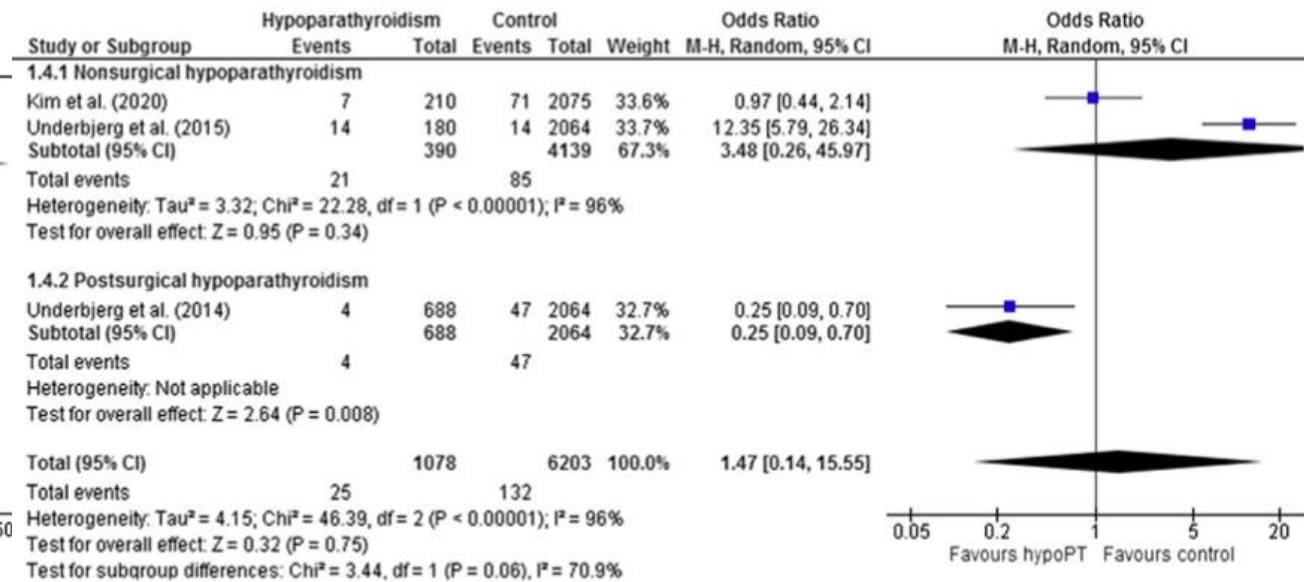 Hypoparathyroidism Control Odds Ratio Odds Ratio
Study or Subgroup Events Total Events Total Weight M-H, Random, 95% CI M-H, Random, 95% CI
1.4.1 Nonsurgical hypoparathyroidism
Kim et al. (2020) 7 210 71 2075 33.6% 0.97 [0.44, 2.14]
Underbjerg et al. (2015) 14 180 14 2064 33.7% 12.35 [5.79, 26.34]
Subtotal (95% CI) 390 4139 67.3% 3.48 [0.26, 45.97]
Total events 21 85
Heterogeneity: Tau² = 3.32; Chi² = 22.28, df = 1 (P < 0.00001); I² = 96%
Test for overall effect: Z = 0.95 (P = 0.34)
1.4.2 Postsurgical hypoparathyroidism
Underbjerg et al. (2014) 4 688 47 2064 32.7% 0.25 [0.09, 0.70]
Subtotal (95% CI) 688 2064 32.7% 0.25 [0.09, 0.70]
Total events 4 47
Heterogeneity: Not applicable
Test for overall effect: Z = 2.64 (P = 0.008)
Total (95% CI) 1078 6203 100.0% 1.47 [0.14, 15.55]
Total events 25 132
Heterogeneity: Tau² = 4.15; Chi² = 46.39, df = 2 (P < 0.00001); I² = 96%
Test for overall effect: Z = 0.32 (P = 0.75)
Test for subgroup differences: Chi² = 3.44, df = 1 (P = 0.06), I² = 70.9%
0.05 0.2 1 5 20
Favours hypoPT Favours control